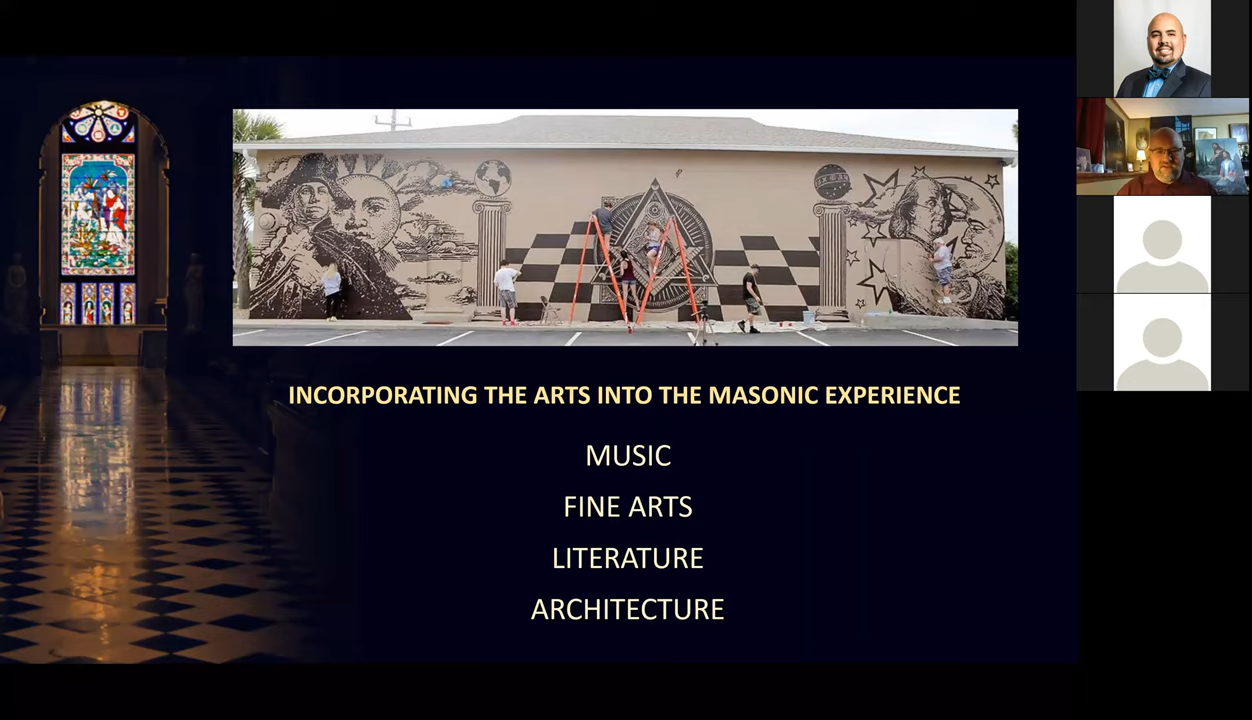 INCORPORATING THE ARTS INTO THE MASONIC EXPERIENCE
MUSIC
FINE ARTS
LITERATURE
ARCHITECTURE